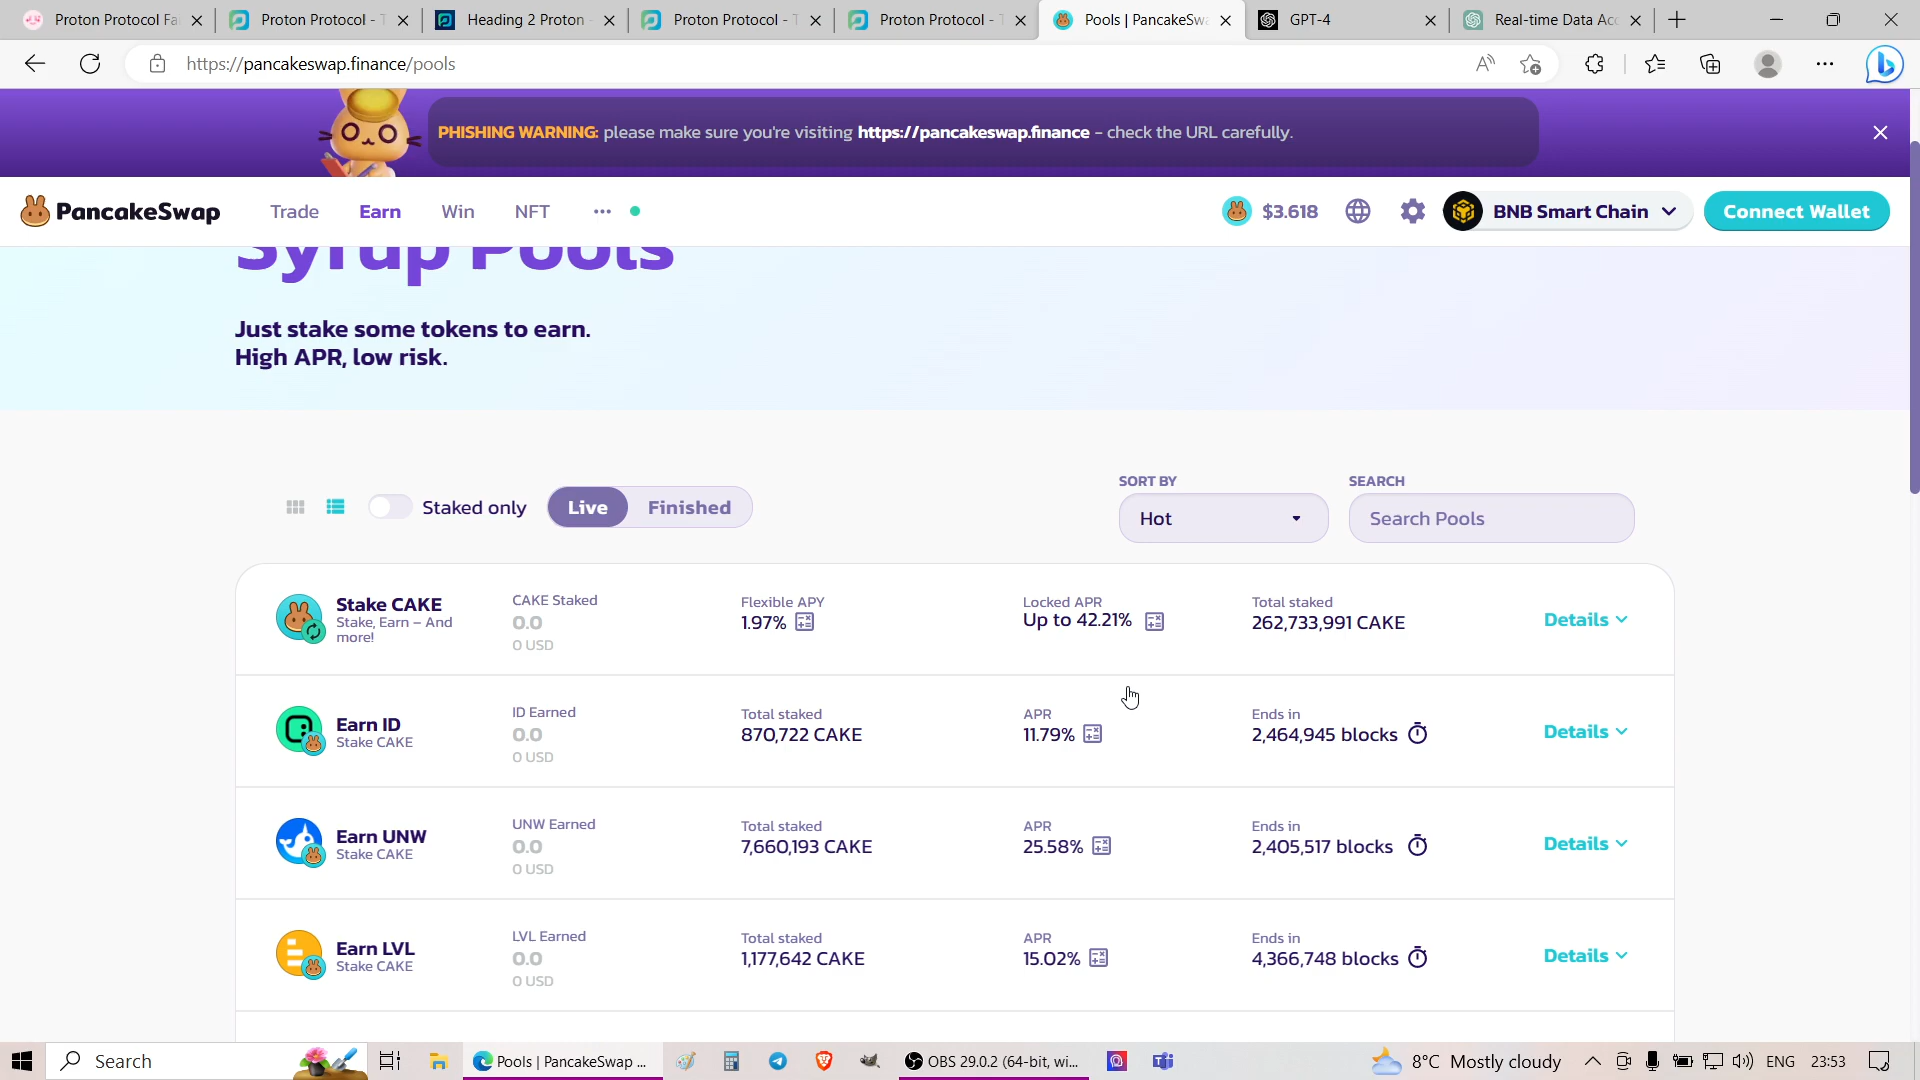 Proton Protocol Fa
Proton Protocol - T
Heading 2 Proton
Proton Protocol - T
Proton Protocol - T
Pools | PancakeSwa
GPT-4
Real-time Data Acc
https://pancakeswap.finance/pools
PHISHING WARNING: please make sure you're visiting https://pancakeswap.finance - check the URL carefully.
PancakeSwap
Trade
Earn
Win
NFT
$3.618
BNB Smart Chain
Connect Wallet
Syrup Pools
Just stake some tokens to earn.
High APR, low risk.
Staked only
Live
Finished
SORT BY
Hot
SEARCH
Search Pools
Stake CAKE
Stake, Earn – And
more!
CAKE Staked
0.0
0 USD
Flexible APY
1.97%
Locked APR
Up to 42.21%
Total staked
262,733,991 CAKE
Details
Earn ID
Stake CAKE
ID Earned
0.0
0 USD
Total staked
870,722 CAKE
APR
11.79%
Ends in
2,464,945 blocks
Details
Earn UNW
Stake CAKE
UNW Earned
0.0
0 USD
Total staked
7,660,193 CAKE
APR
25.58%
Ends in
2,405,517 blocks
Details
Earn LVL
Stake CAKE
LVL Earned
0.0
0 USD
Total staked
1,177,642 CAKE
APR
15.02%
Ends in
4,366,748 blocks
Details
Search
Pools | PancakeSwap ...
OBS 29.0.2 (64-bit, wi...
8°C Mostly cloudy
ENG
23:53